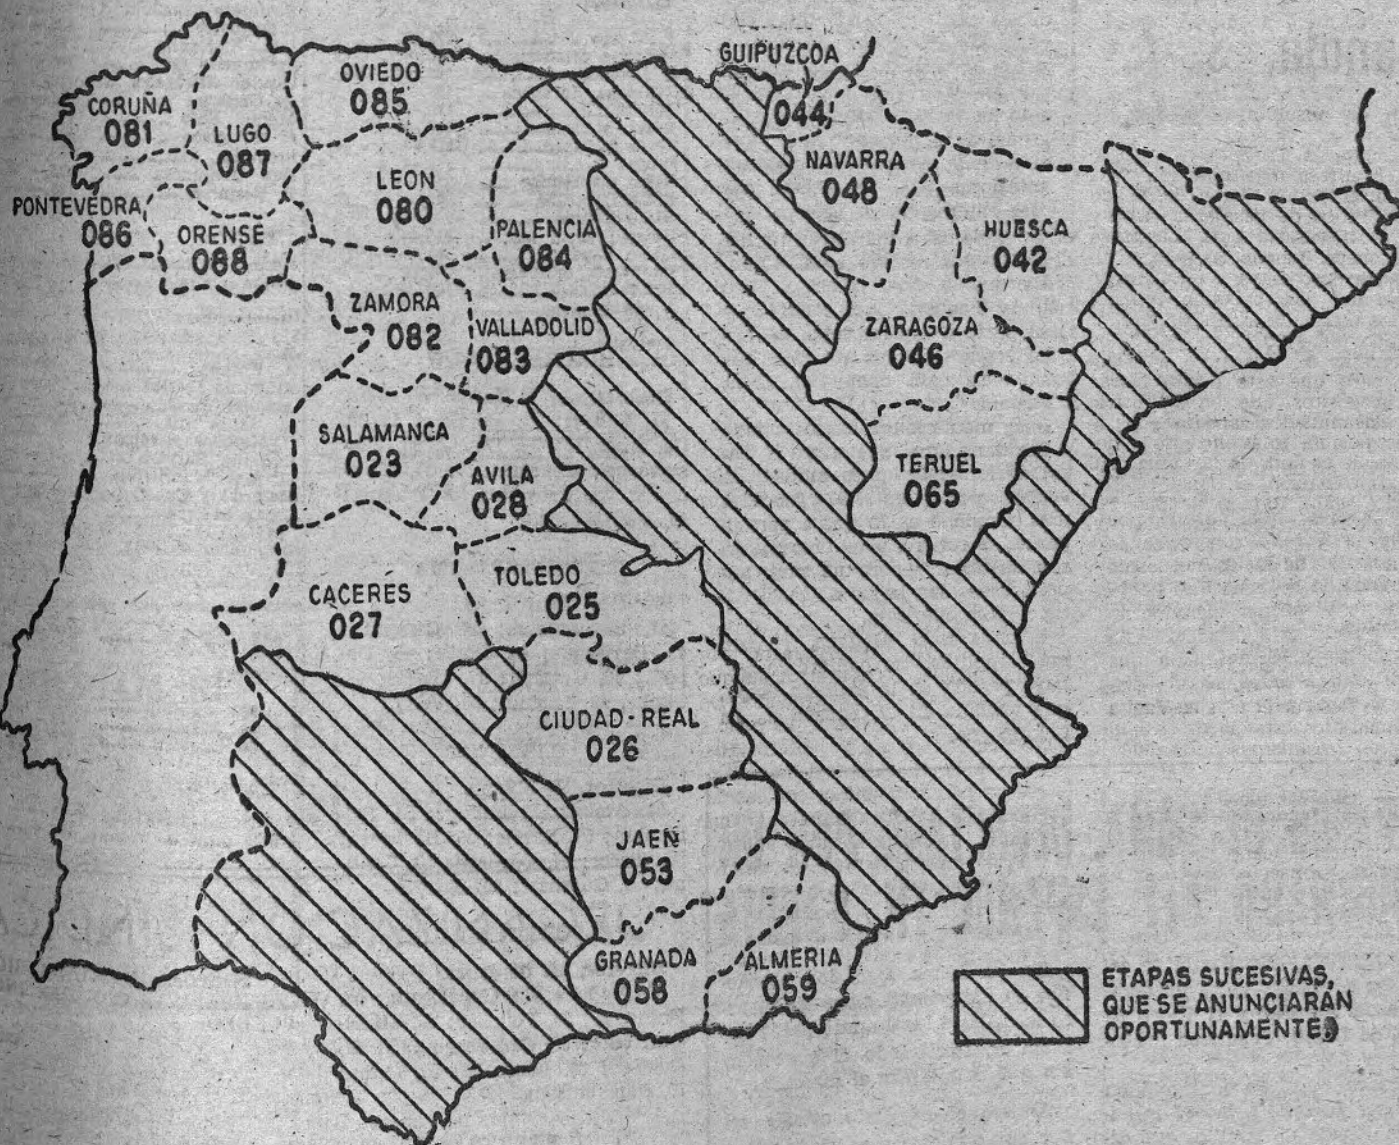 GUIPUZCOA
044
OVIEDO
085
CORUÑA
081
LUGO
087
NAVARRA
048
LEON
080
PONTEVEDRA
086
ORENSE
088
PALENCIA
084
HUESCA
042
ZAMORA
082
VALLADOLID
083
ZARAGOZA
046
SALAMANCA
023
AVILA
028
TERUEL
065
CACERES
027
TOLEDO
025
CIUDAD-REAL
026
JAEN
053
GRANADA
058
ALMERIA
059
ETAPAS SUCESIVAS,
QUE SE ANUNCIARAN
OPORTUNAMENTE